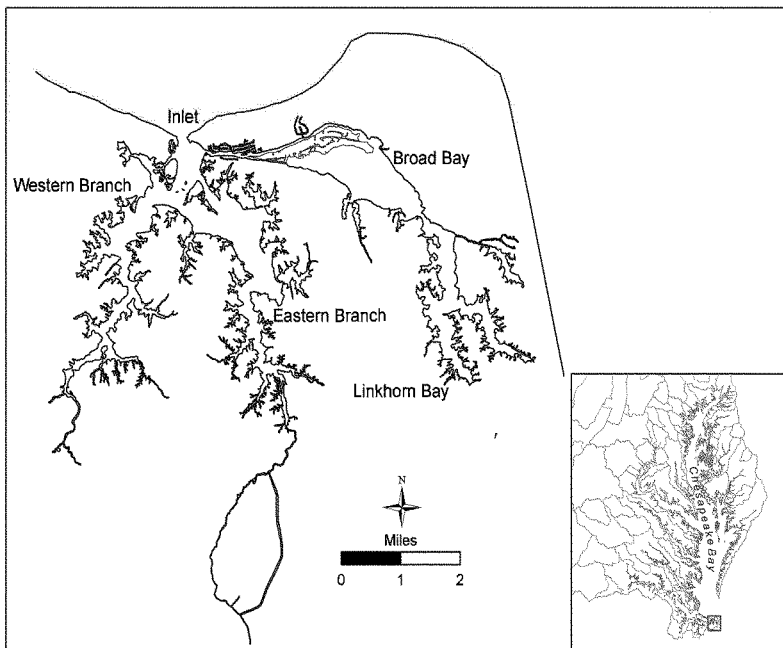 Inlet
Broad Bay
Western Branch
Eastern Branch
Linkhorn Bay
N
Miles
0 1 2
Chesapeake Bay